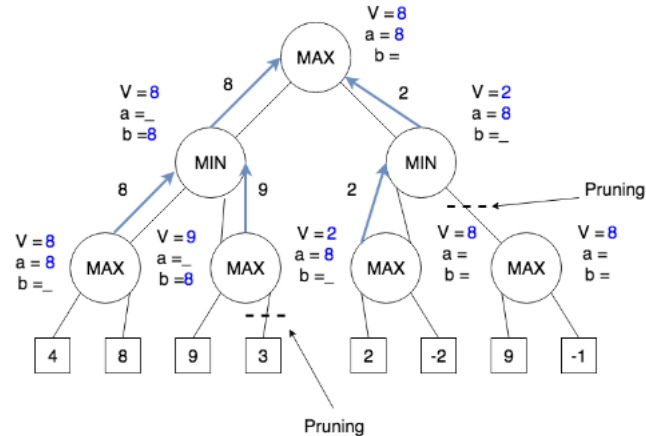 V = 8
a = 8
b =
MAX
8
2
V = 8
a =_
b =8
MIN
V = 2
a = 8
b =_
MIN
Pruning
8
9
2
V = 8
a = 8
b =_
MAX
V = 9
a =_
b =8
MAX
V = 2
a = 8
b =_
MAX
V = 8
a =
b =
MAX
V = 8
a =
b =
4
8
9
3
2
-2
9
-1
Pruning